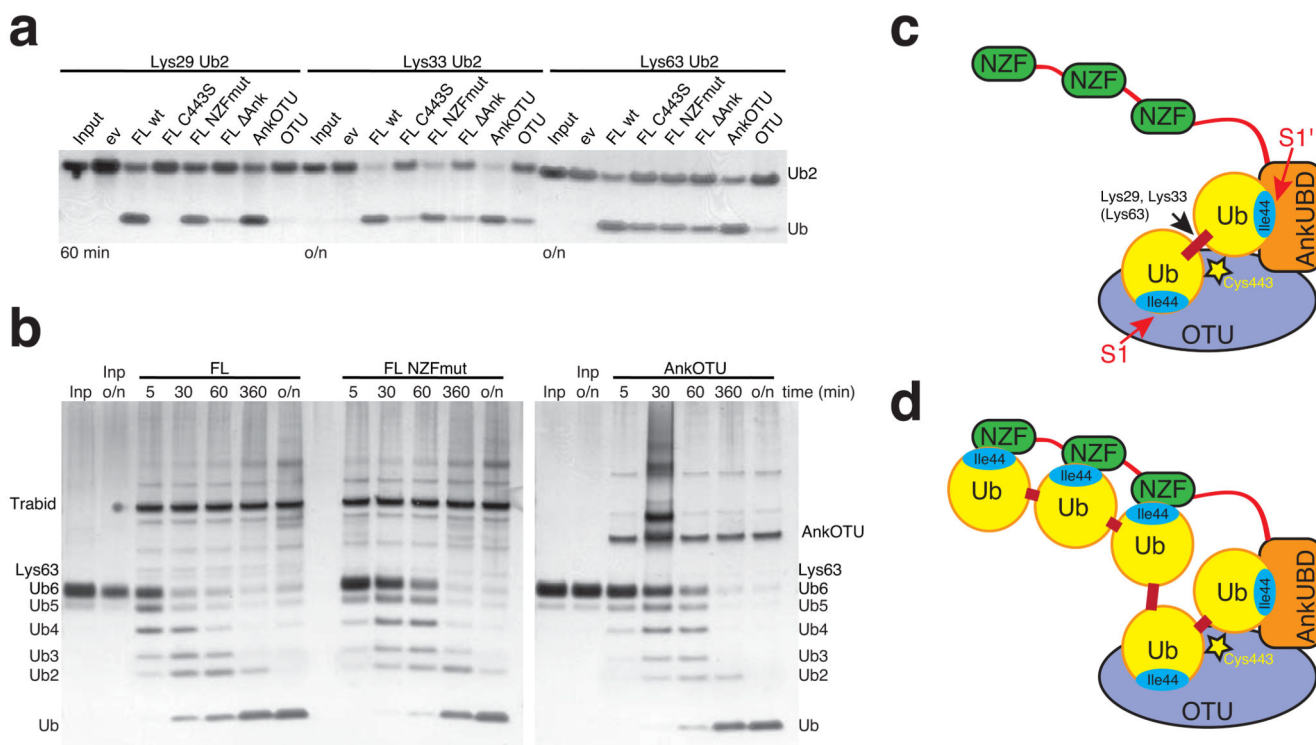 a
Lys29 Ub2 Lys33 Ub2 Lys63 Ub2
Input ev FL wt FL C443S FL NZFmut FL ΔAnk AnkOTU OTU Input ev FL wt FL C443S FL NZFmut FL ΔAnk AnkOTU OTU Input ev FL wt FL C443S FL NZFmut FL ΔAnk AnkOTU OTU
Ub2
Ub
60 min o/n o/n
b
FL FL NZFmut AnkOTU
Inp Inp o/n 5 30 60 360 o/n 5 30 60 360 o/n Inp Inp o/n 5 30 60 360 o/n time (min)
Trabid
AnkOTU
Lys63 Lys63
Ub6 Ub6
Ub5 Ub5
Ub4 Ub4
Ub3 Ub3
Ub2 Ub2
Ub Ub
c
NZF
NZF
NZF
S1'
Lys29, Lys33
(Lys63)
Ub
Ile44
AnkUBD
Ub
Cys443
Ile44
OTU
S1
d
NZF
NZF
NZF
Ile44
Ile44
Ile44
Ub
Ub
Ub
Ub
Ile44
AnkUBD
Ub
Cys443
Ile44
OTU